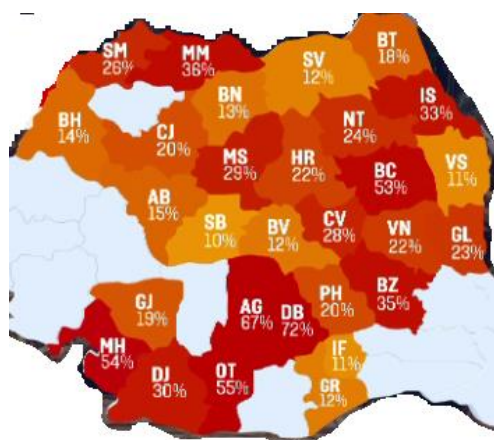 SM
26%
MM
36%
SV
12%
BT
18%
BH
14%
BN
13%
CJ
20%
NT
24%
IS
33%
MS
29%
HR
22%
BC
53%
VS
11%
AB
15%
SB
10%
BV
12%
CV
28%
VN
22%
GL
23%
GJ
19%
AG
67%
DB
72%
PH
20%
BZ
35%
MH
54%
DJ
30%
OT
55%
IF
11%
GR
12%